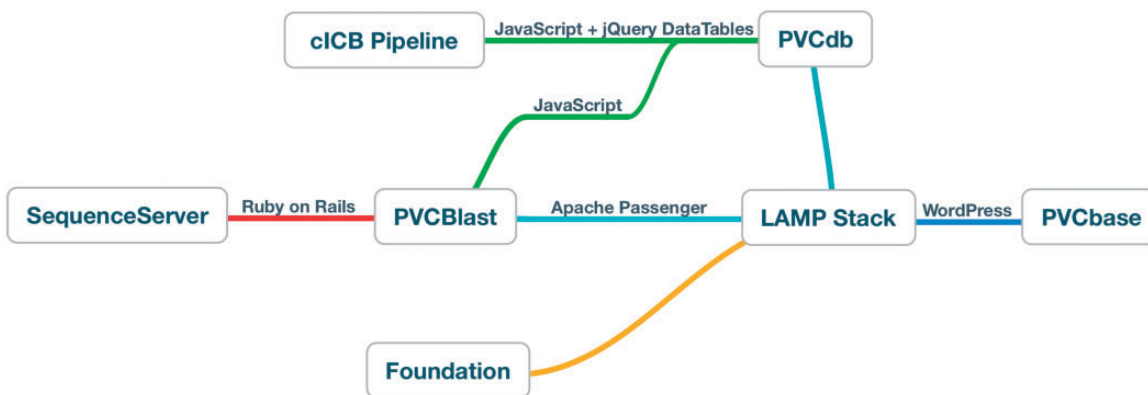 cICB Pipeline
JavaScript + jQuery DataTables
PVCdb
JavaScript
SequenceServer
Ruby on Rails
PVCBlast
Apache Passenger
LAMP Stack
WordPress
PVCbase
Foundation